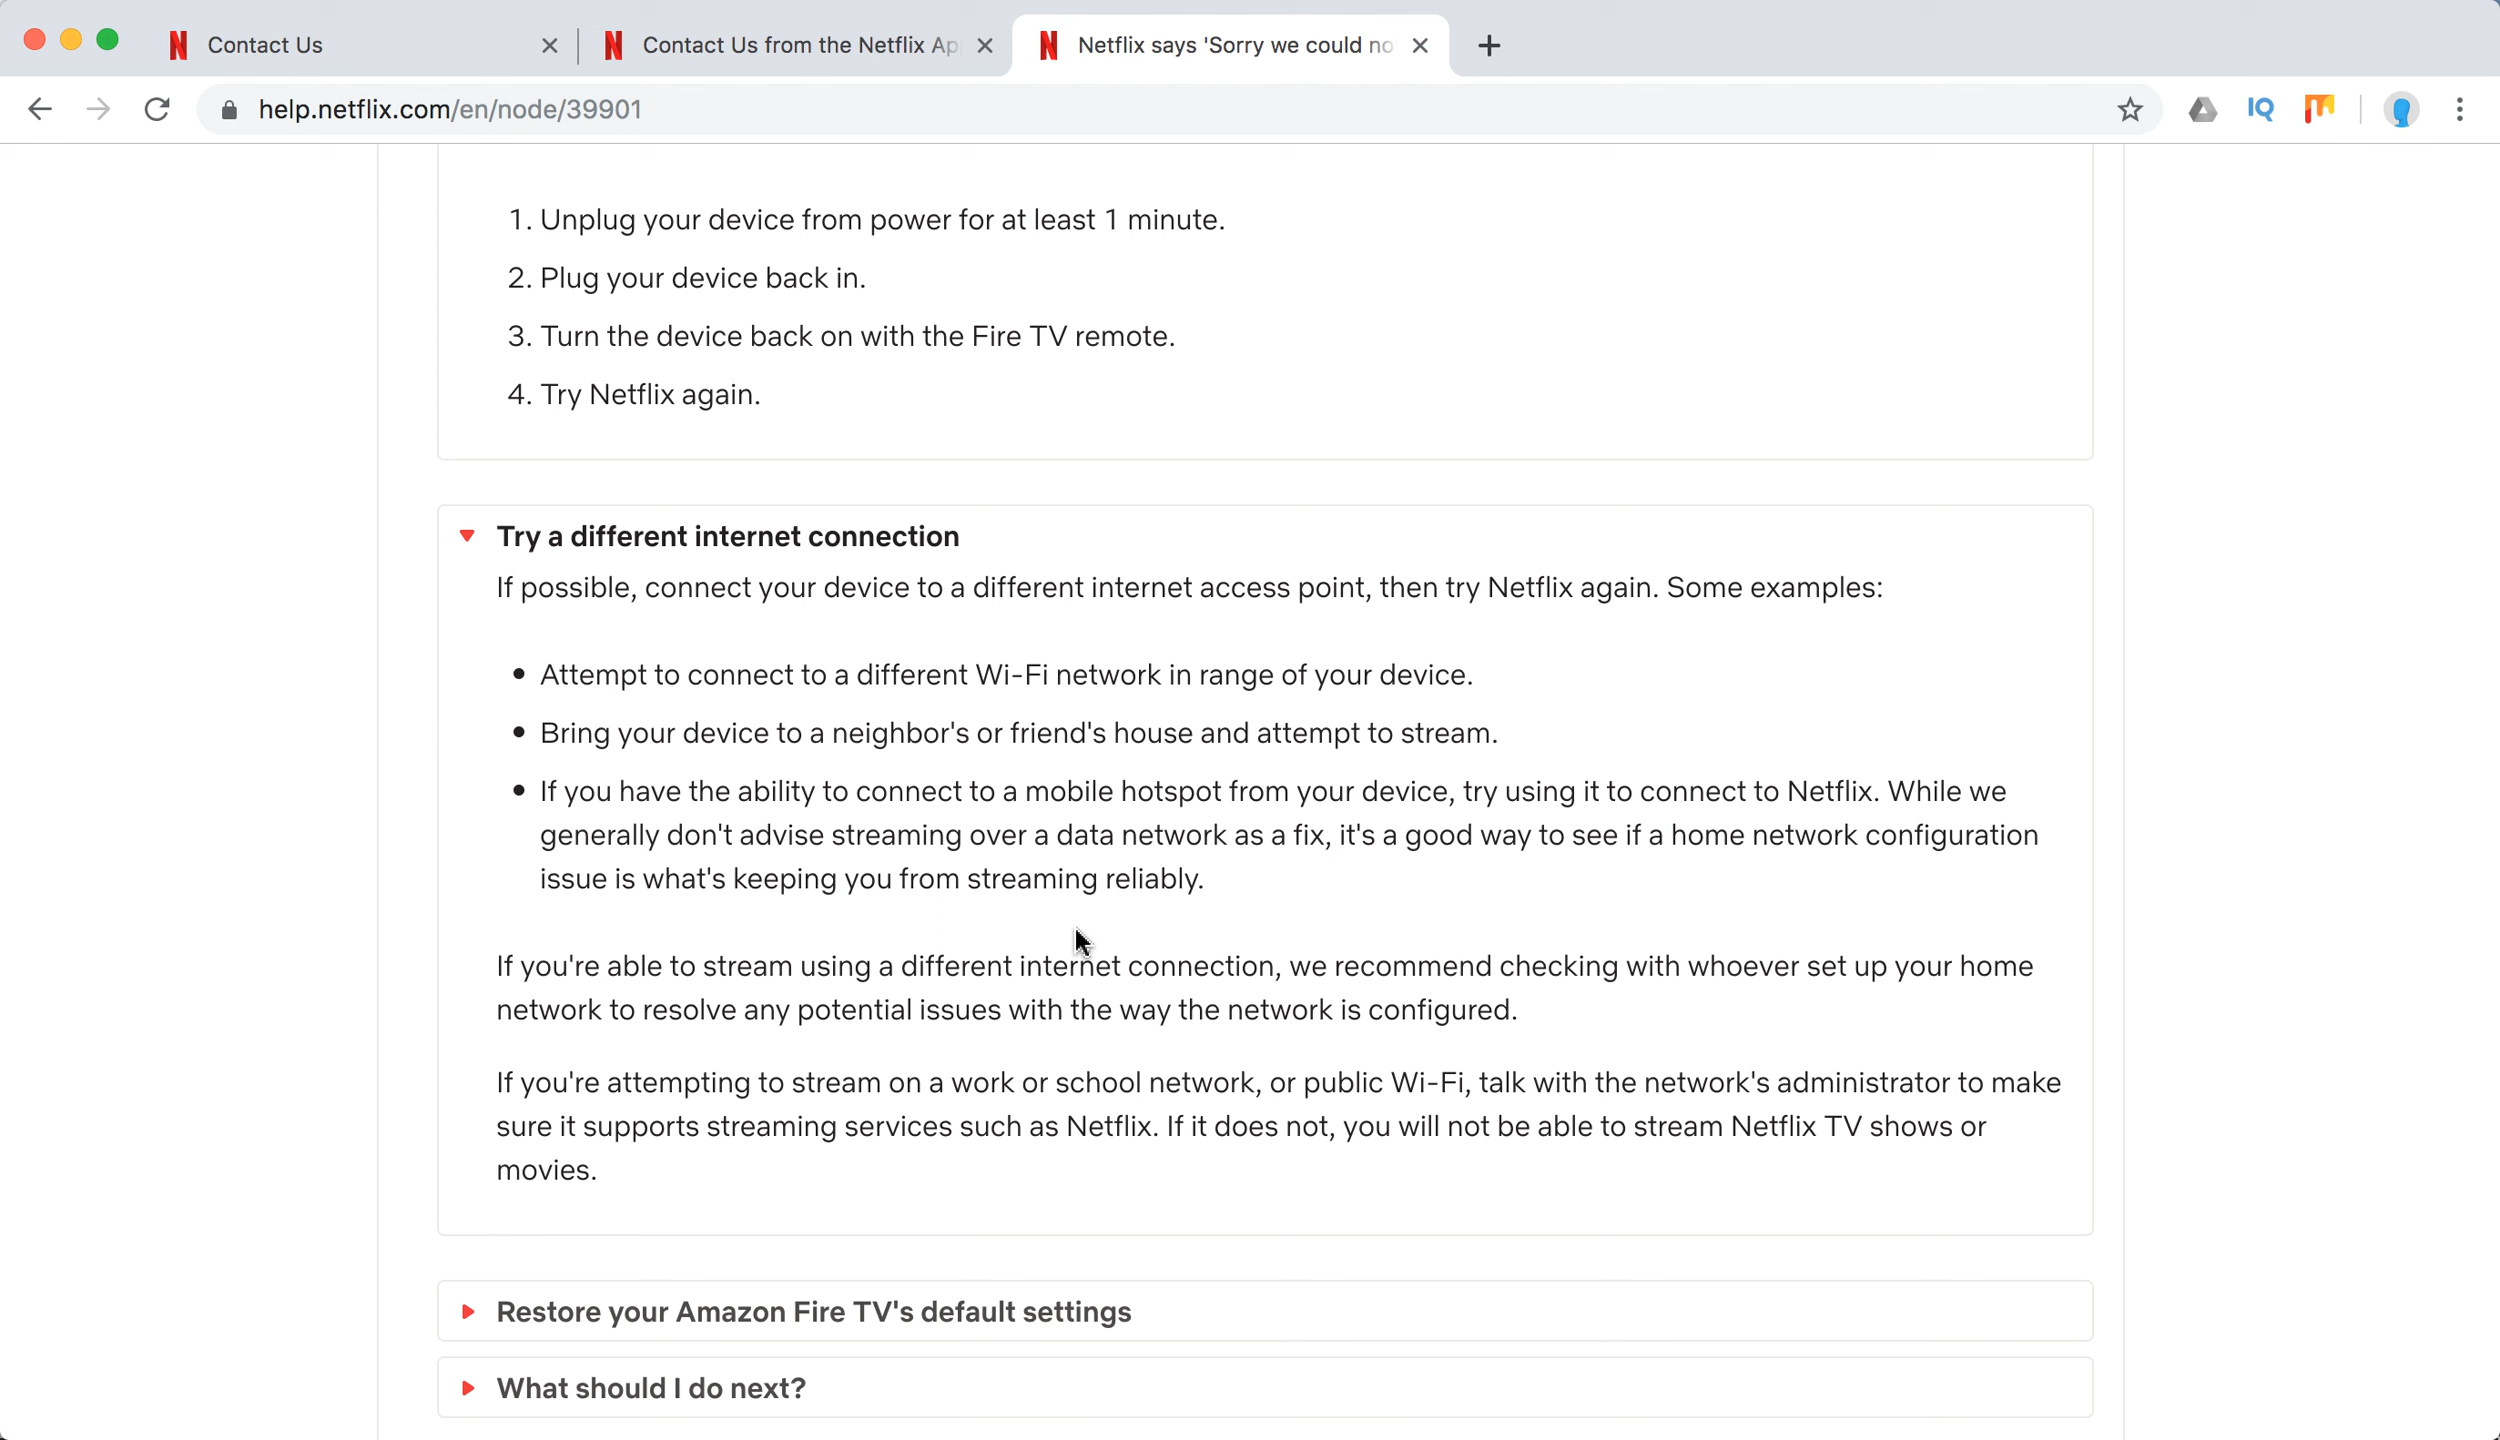 Contact Us
Contact Us from the Netflix Ap
Netflix says 'Sorry we could no
help.netflix.com/en/node/39901
IQ
1. Unplug your device from power for at least 1 minute.
2. Plug your device back in.
3. Turn the device back on with the Fire TV remote.
4. Try Netflix again.
Try a different internet connection
If possible, connect your device to a different internet access point, then try Netflix again. Some examples:
• Attempt to connect to a different Wi-Fi network in range of your device.
• Bring your device to a neighbor's or friend's house and attempt to stream.
• If you have the ability to connect to a mobile hotspot from your device, try using it to connect to Netflix. While we
generally don't advise streaming over a data network as a fix, it's a good way to see if a home network configuration
issue is what's keeping you from streaming reliably.
If you're able to stream using a different internet connection, we recommend checking with whoever set up your home
network to resolve any potential issues with the way the network is configured.
If you're attempting to stream on a work or school network, or public Wi-Fi, talk with the network's administrator to make
sure it supports streaming services such as Netflix. If it does not, you will not be able to stream Netflix TV shows or
movies.
Restore your Amazon Fire TV's default settings
What should I do next?